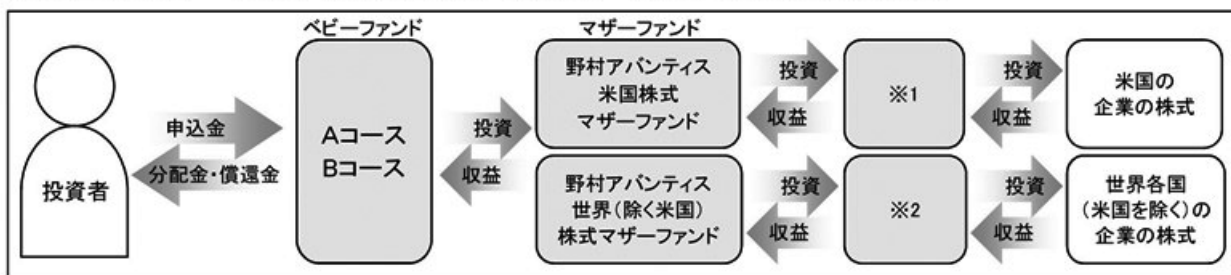 ベビーファンド
マザーファンド
投資者
申込金
分配金・償還金
Aコース
Bコース
投資
収益
野村アバンティス
米国株式
マザーファンド
投資
収益
※1
投資
収益
米国の
企業の株式
野村アバンティス
世界(除く米国)
株式マザーファンド
投資
収益
※2
投資
収益
世界各国
(米国を除く)の
企業の株式